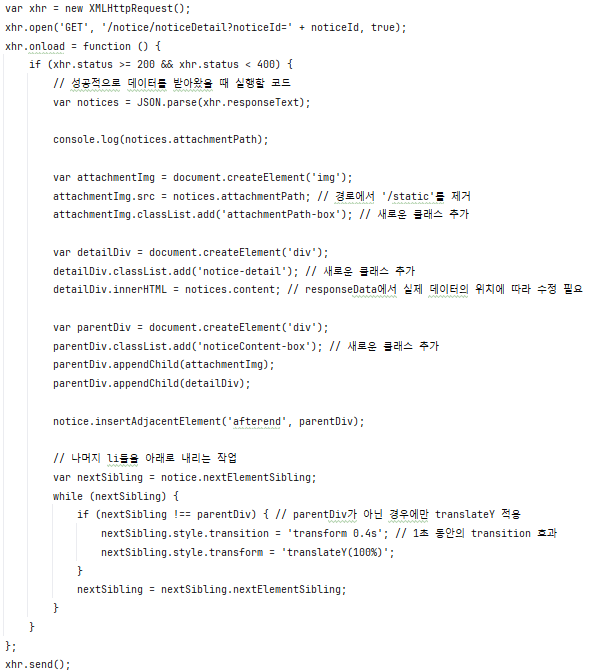 var xhr = new XMLHttpRequest();
xhr.open('GET', '/notice/noticeDetail?noticeId=' + noticeId, true);
xhr.onload = function () {
if (xhr.status >= 200 && xhr.status < 400) {
// 성공적으로 데이터를 받아왔을 때 실행할 코드
var notices = JSON.parse(xhr.responseText);
console.log(notices.attachmentPath);
var attachmentImg = document.createElement('img');
attachmentImg.src = notices.attachmentPath; // 경로에서 '/static'를 제거
attachmentImg.classList.add('attachmentPath-box'); // 새로운 클래스 추가
var detailDiv = document.createElement('div');
detailDiv.classList.add('notice-detail'); // 새로운 클래스 추가
detailDiv.innerHTML = notices.content; // responseData에서 실제 데이터의 위치에 따라 수정 필요
var parentDiv = document.createElement('div');
parentDiv.classList.add('noticeContent-box'); // 새로운 클래스 추가
parentDiv.appendChild(attachmentImg);
parentDiv.appendChild(detailDiv);
notice.insertAdjacentElement('afterend', parentDiv);
// 나머지 li들을 아래로 내리는 작업
var nextSibling = notice.nextElementSibling;
while (nextSibling) {
if (nextSibling !== parentDiv) { // parentDiv가 아닌 경우에만 translateY 적용
nextSibling.style.transition = 'transform 0.4s'; // 1초 동안의 transition 효과
nextSibling.style.transform = 'translateY(100%)';
}
nextSibling = nextSibling.nextElementSibling;
}
}
};
xhr.send();